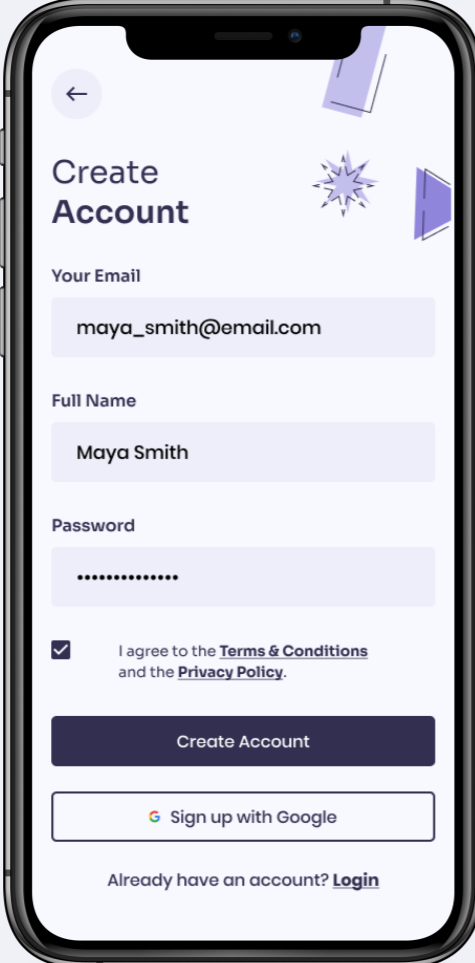 Create
Account
Your Email
maya_smith@email.com
Full Name
Maya Smith
Password
••••••••••••••
I agree to the Terms & Conditions
and the Privacy Policy.
Create Account
G Sign up with Google
Already have an account? Login